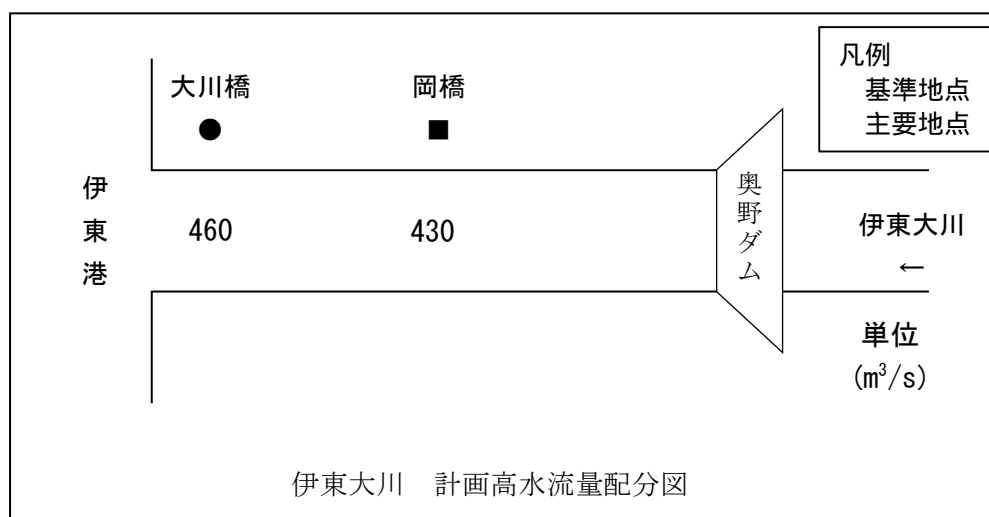 凡例
基準地点
主要地点
大川橋
岡橋
●
■
伊東港
460
430
奥野ダム
伊東大川
←
単位
(m³/s)
伊東大川 計画高水流量配分図